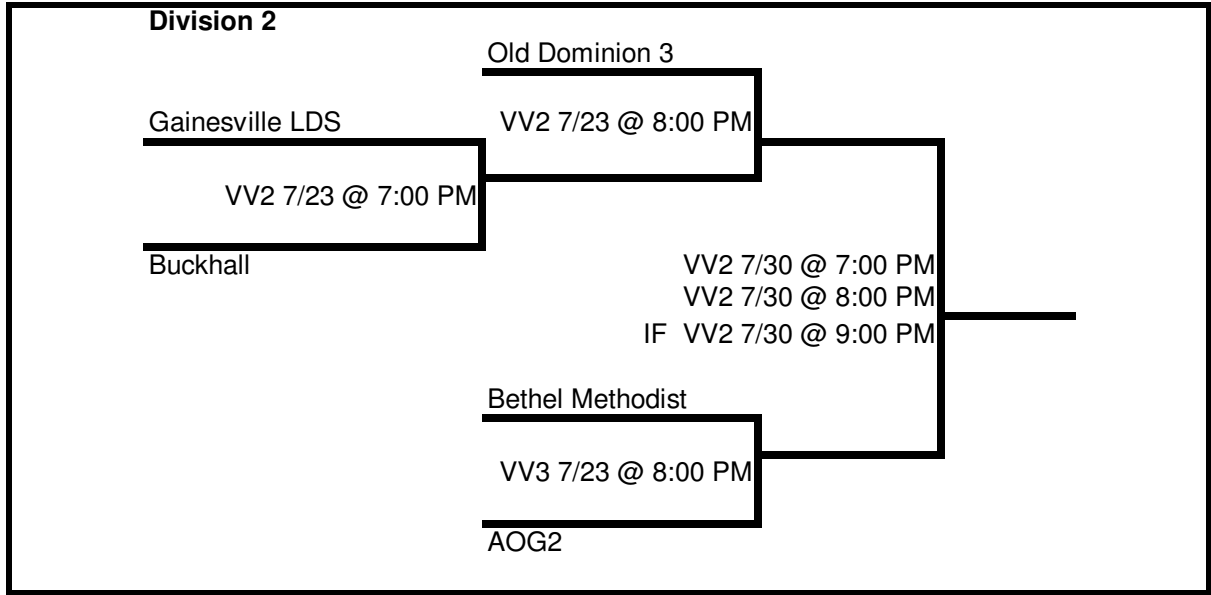 Division 2
Old Dominion 3
Gainesville LDS
VV2 7/23 @ 8:00 PM
VV2 7/23 @ 7:00 PM
Buckhall
VV2 7/30 @ 7:00 PM
VV2 7/30 @ 8:00 PM
IF VV2 7/30 @ 9:00 PM
Bethel Methodist
VV3 7/23 @ 8:00 PM
AOG2